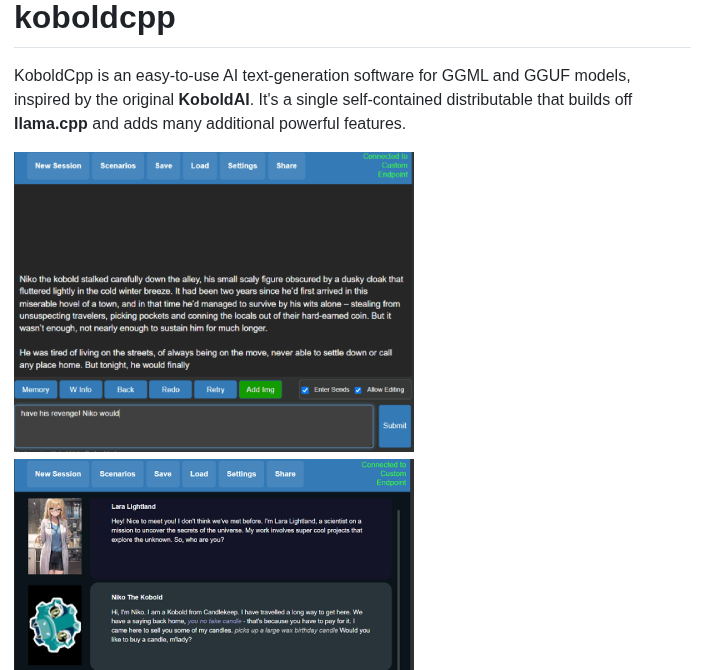 koboldcpp
KoboldCpp is an easy-to-use AI text-generation software for GGML and GGUF models,
inspired by the original KoboldAI. It's a single self-contained distributable that builds off
llama.cpp and adds many additional powerful features.
New Session Scenarios Save Load Settings Share
Connected to
Custom
Endpoint
Niko the kobold stalked carefully down the alley, his small scaly figure obscured by a dusky cloak that
fluttered lightly in the cold winter breeze. It had been two years since he'd first arrived in this
miserable hovel of a town, and in that time he'd managed to survive by his wits alone – stealing from
unsuspecting travelers, picking pockets and conning the locals out of their hard-earned coin. But it
wasn't enough, not nearly enough to sustain him for much longer.
He was tired of living on the streets, of always being on the move, never able to settle down or call
any place home. But tonight, he would finally
Memory W Info Back Redo Retry Add Img Enter Sends Allow Editing
have his revenge! Niko would
Submit
New Session Scenarios Save Load Settings Share
Connected to
Custom
Endpoint
Lara Lightland
Hey! Nice to meet you! I don't think we've met before. I'm Lara Lightland, a scientist on a
mission to uncover the secrets of the universe. My work involves super cool projects that
explore the unknown. So, who are you?
Niko The Kobold
Hi, I'm Niko. I am a Kobold from Candlekeep. I have travelled a long way to get here. We
have a saying back home, you no take candle - that's because you have to pay for it. I
came here to sell you some of my candles. picks up a large wax birthday candle Would you
like to buy a candle, m'lady?